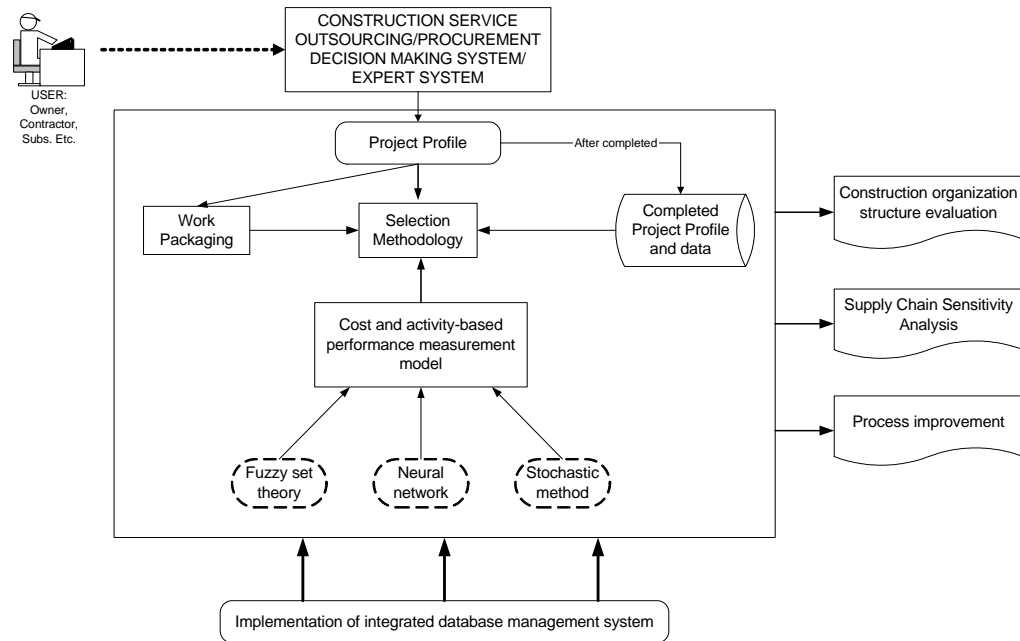 CONSTRUCTION SERVICE
OUTSOURCING/PROCUREMENT
DECISION MAKING SYSTEM/
EXPERT SYSTEM
USER:
Owner,
Contractor,
Subs. Etc.
Project Profile
After completed
Work
Packaging
Selection
Methodology
Completed
Project Profile
and data
Construction organization
structure evaluation
Cost and activity-based
performance measurement
model
Supply Chain Sensitivity
Analysis
Process improvement
Fuzzy set
theory
Neural
network
Stochastic
method
Implementation of integrated database management system